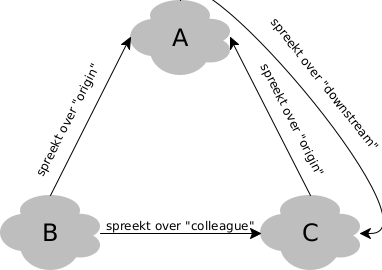 A
spreekt over "origin"
spreekt over "origin"
spreekt over "downstream"
B
spreekt over "colleague"
C